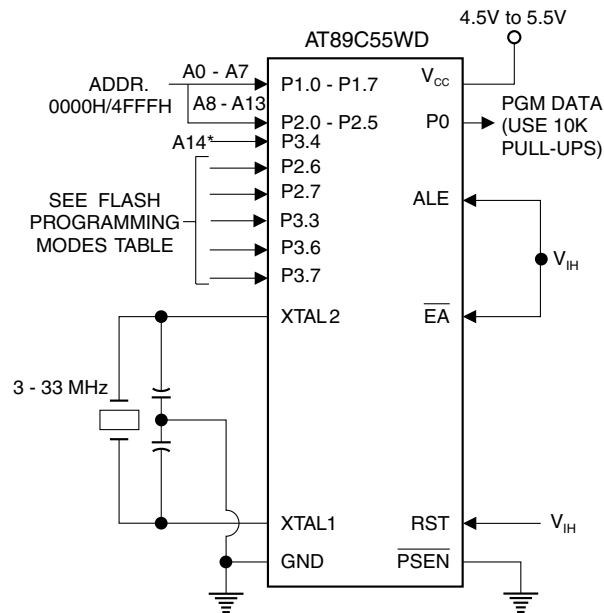 4.5V to 5.5V
AT89C55WD
ADDR.
0000H/4FFFH
A0 - A7
A8 - A13
A14*
P1.0 - P1.7
P2.0 - P2.5
P3.4
P2.6
P2.7
P3.3
P3.6
P3.7
SEE FLASH
PROGRAMMING
MODES TABLE
VCC
P0
PGM DATA
(USE 10K
PULL-UPS)
ALE
VIH
EA
XTAL2
3 - 33 MHz
XTAL1
GND
RST
VIH
PSEN